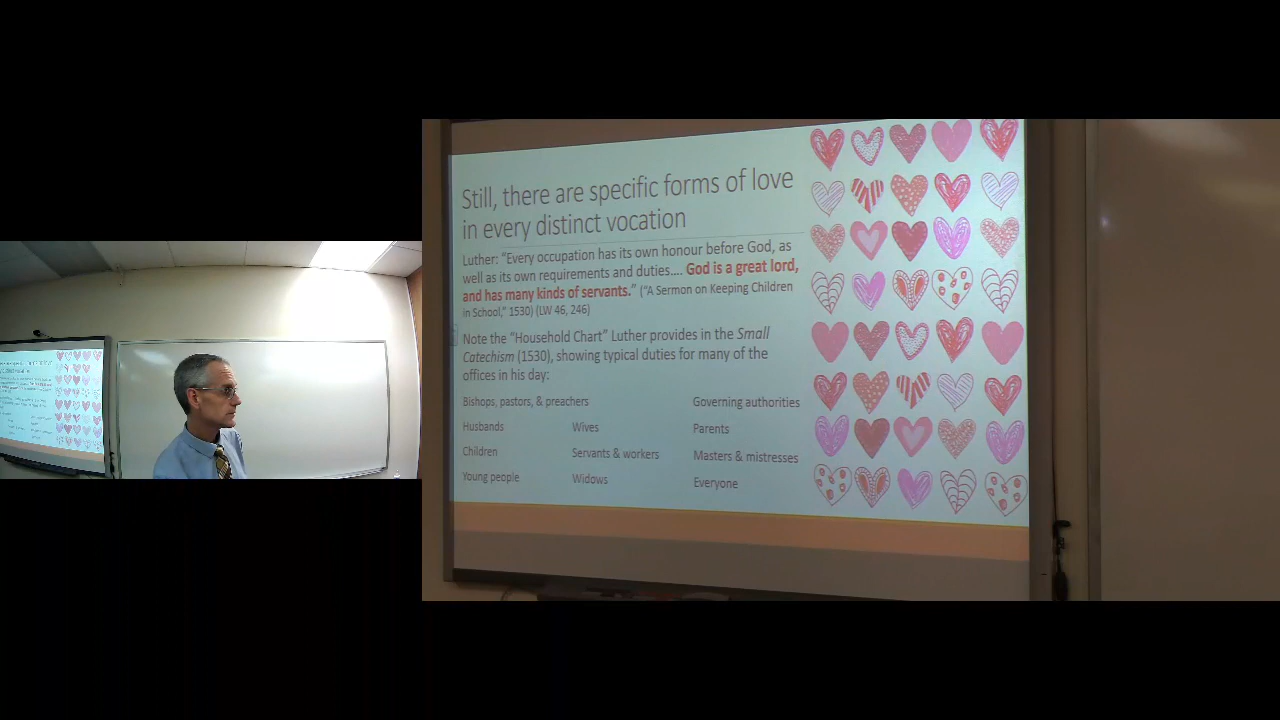 Still, there are specific forms of love
in every distinct vocation
Luther: “Every occupation has its own honour before God, as
well as its own requirements and duties.... God is a great lord,
and has many kinds of servants.” (“A Sermon on Keeping Children
in School,” 1530) (LW 46, 246)
Note the “Household Chart” Luther provides in the Small
Catechism (1530), showing typical duties for many of the
offices in his day:
Bishops, pastors, & preachers Governing authorities
Husbands Wives Parents
Children Servants & workers Masters & mistresses
Young people Widows Everyone